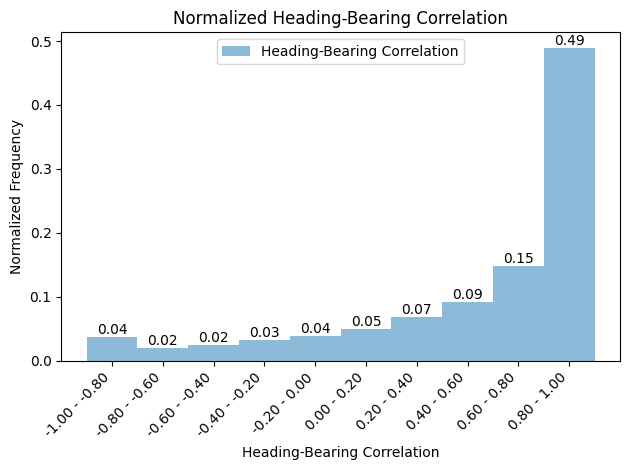 Normalized Heading-Bearing Correlation
Heading-Bearing Correlation
Normalized Frequency
0.5
0.4
0.3
0.2
0.1
0.0
0.04
0.02
0.02
0.03
0.04
0.05
0.07
0.09
0.15
0.49
-1.00 - -0.80
-0.80 - -0.60
-0.60 - -0.40
-0.40 - -0.20
-0.20 - 0.00
0.00 - 0.20
0.20 - 0.40
0.40 - 0.60
0.60 - 0.80
0.80 - 1.00
Heading-Bearing Correlation